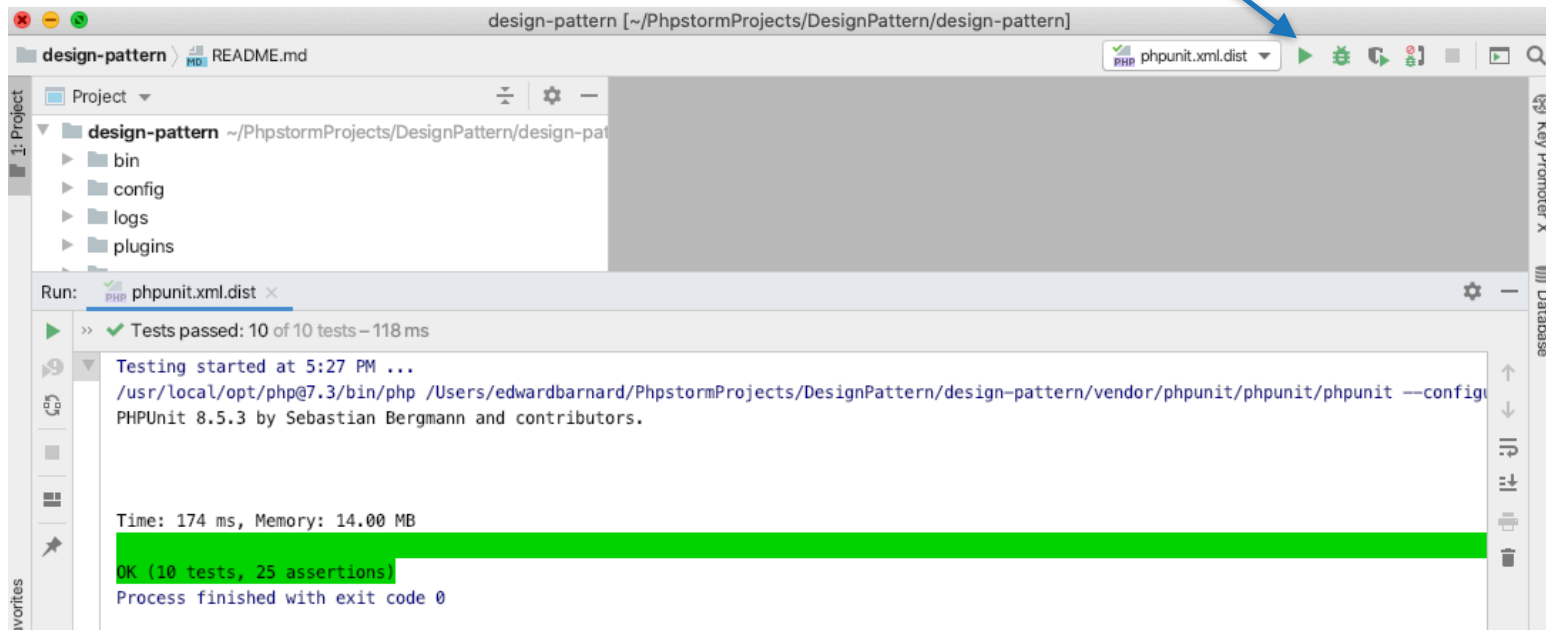 design-pattern [~/PhpstormProjects/DesignPattern/design-pattern]
design-pattern README.md
phpunit.xml.dist
1: Project
Project
design-pattern ~/PhpstormProjects/DesignPattern/design-pat
bin
config
logs
plugins
Key Promoter X
Database
Run: phpunit.xml.dist
Tests passed: 10 of 10 tests – 118 ms
Testing started at 5:27 PM ...
/usr/local/opt/php@7.3/bin/php /Users/edwardbarnard/PhpstormProjects/DesignPattern/design-pattern/vendor/phpunit/phpunit/phpunit --configu
PHPUnit 8.5.3 by Sebastian Bergmann and contributors.
Time: 174 ms, Memory: 14.00 MB
OK (10 tests, 25 assertions)
Process finished with exit code 0
vorites